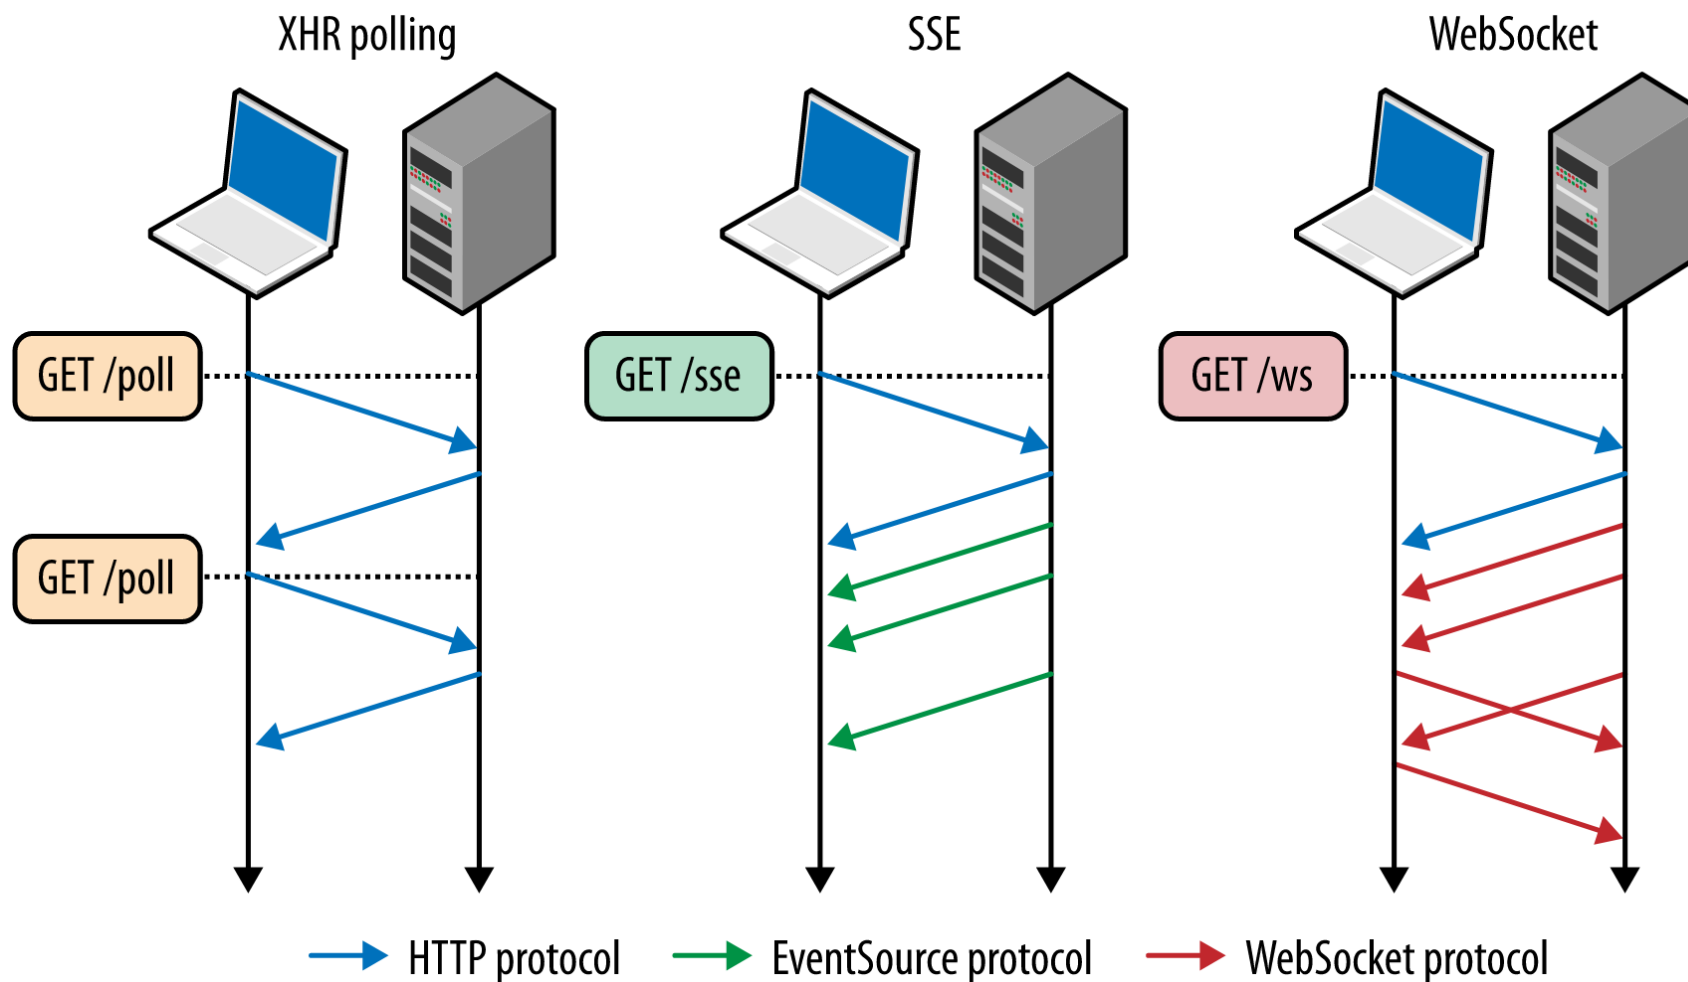 XHR polling
SSE
WebSocket
GET /poll
GET /sse
GET /ws
GET /poll
HTTP protocol
EventSource protocol
WebSocket protocol